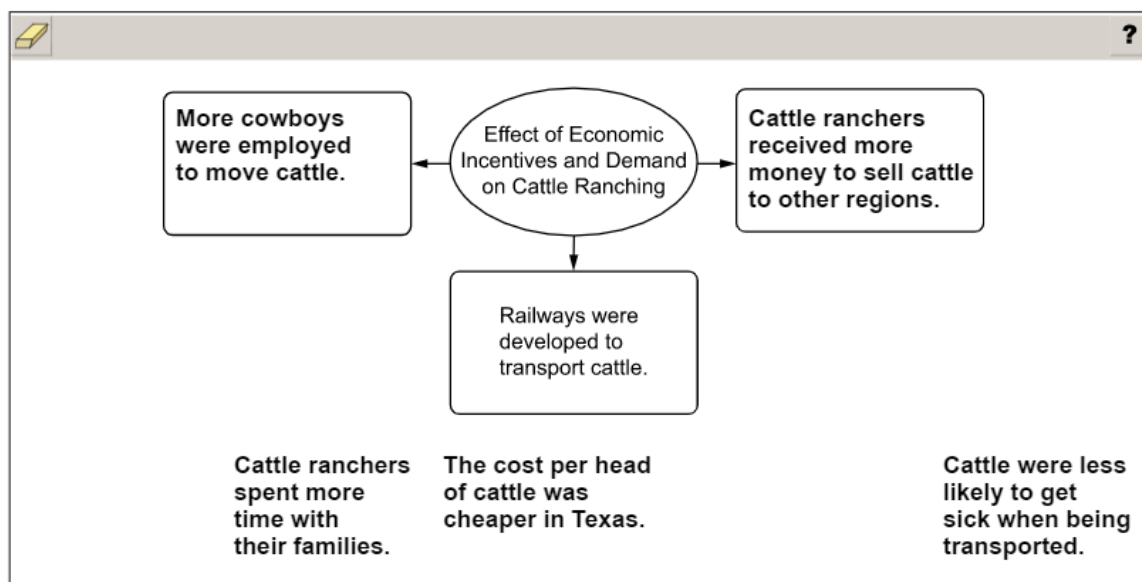 ?
More cowboys
were employed
to move cattle.
Effect of Economic
Incentives and Demand
on Cattle Ranching
Cattle ranchers
received more
money to sell cattle
to other regions.
Railways were
developed to
transport cattle.
Cattle ranchers
spent more
time with
their families.
The cost per head
of cattle was
cheaper in Texas.
Cattle were less
likely to get
sick when being
transported.